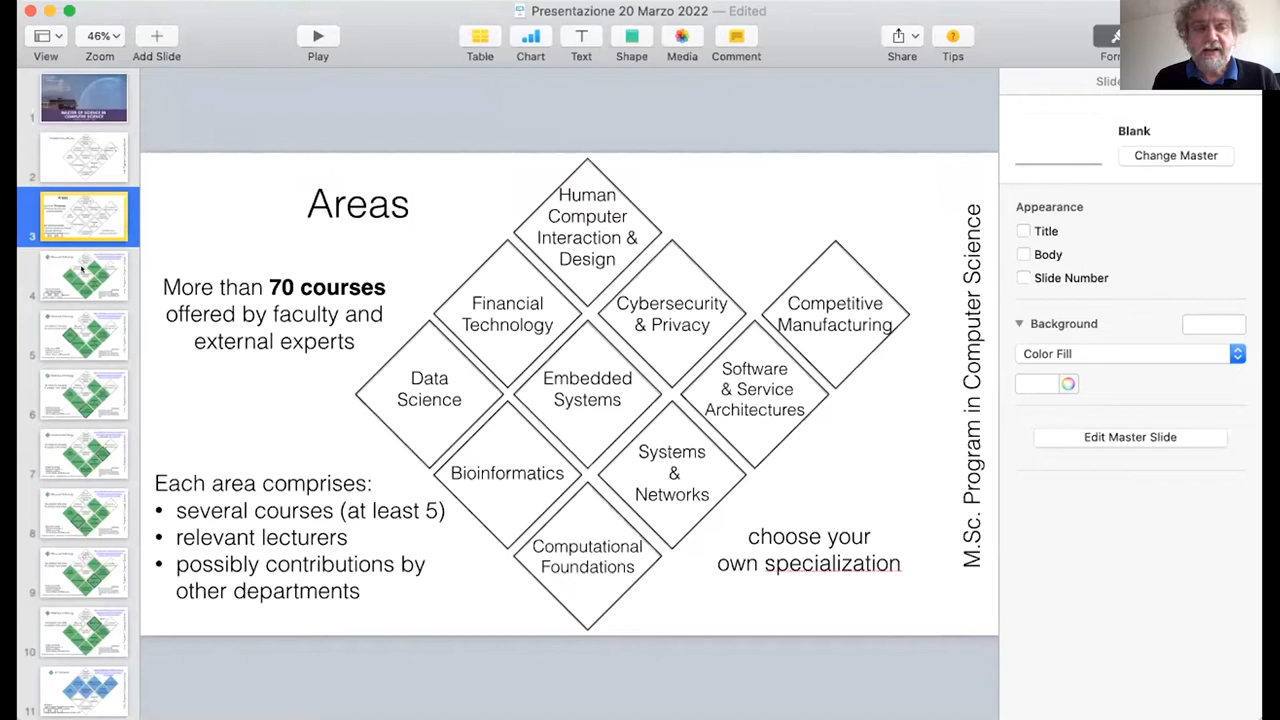 Presentazione 20 Marzo 2022 — Edited
46%
View
Zoom
Add Slide
Play
Table
Chart
Text
Shape
Media
Comment
Share
Tips
1
2
3
4
5
6
7
8
9
10
11
Areas
More than 70 courses
offered by faculty and
external experts
Each area comprises:
• several courses (at least 5)
• relevant lecturers
• possibly contributions by
other departments
Human
Computer
Interaction &
Design
Financial
Technology
Cybersecurity
& Privacy
Competitive
Manufacturing
Data
Science
Embedded
Systems
Software
& Service
Architectures
Bioinformatics
Systems
&
Networks
Computational
Foundations
choose your
own specialization
M.Sc. Program in Computer Science
Blank
Change Master
Appearance
Title
Body
Slide Number
Background
Color Fill
Edit Master Slide